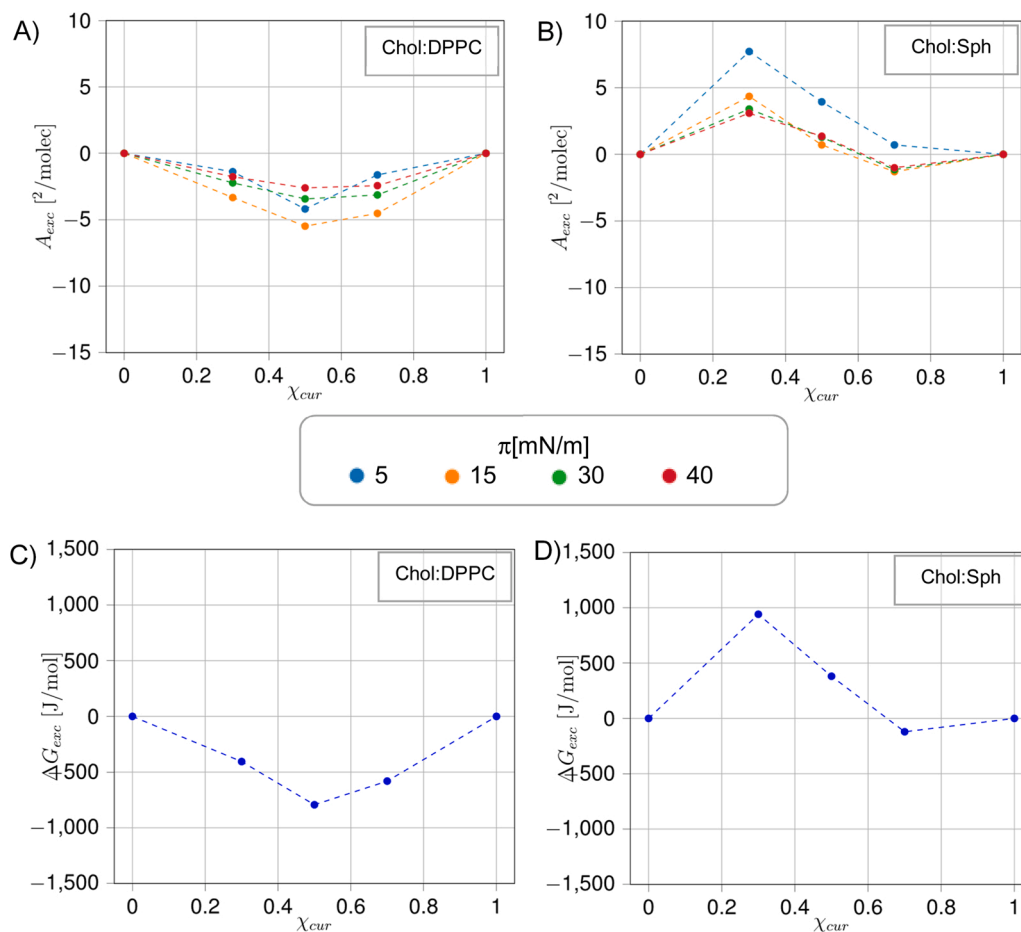 A)
Chol:DPPC
10
5
0
−5
−10
−15
A_exc [²/molec]
0 0.2 0.4 0.6 0.8 1
χ_cur
B)
Chol:Sph
10
5
0
−5
−10
−15
A_exc [²/molec]
0 0.2 0.4 0.6 0.8 1
χ_cur
π[mN/m]
5 15 30 40
C)
Chol:DPPC
1,500
1,000
500
0
−500
−1,000
−1,500
ΔG_exc [J/mol]
0 0.2 0.4 0.6 0.8 1
χ_cur
D)
Chol:Sph
1,500
1,000
500
0
−500
−1,000
−1,500
ΔG_exc [J/mol]
0 0.2 0.4 0.6 0.8 1
χ_cur